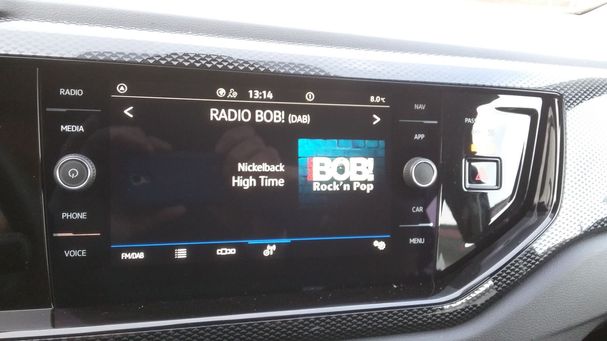 RADIO
MEDIA
PHONE
VOICE
13:14
8.0°C
RADIO BOB! (DAB)
Nickelback
High Time
BOB!
Rock'n Pop
FM/DAB
NAV
APP
CAR
MENU
PASS